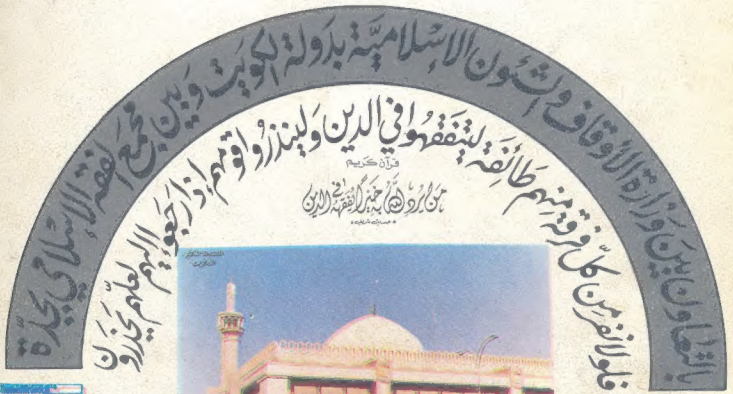 بالتعاون بين وزارة الأوقاف والشئون الإسلامية بدولة الكويت وبين مجمع الفقه الإسلامي بجدة
فلولا نفر من كل فرقة منهم طائفة ليتفقهوا في الدين ولينذروا قومهم إذا رجعوا إليهم لعلهم يحذرون
قرآن كريم
من يرد الله به خيرا يفقهه في الدين